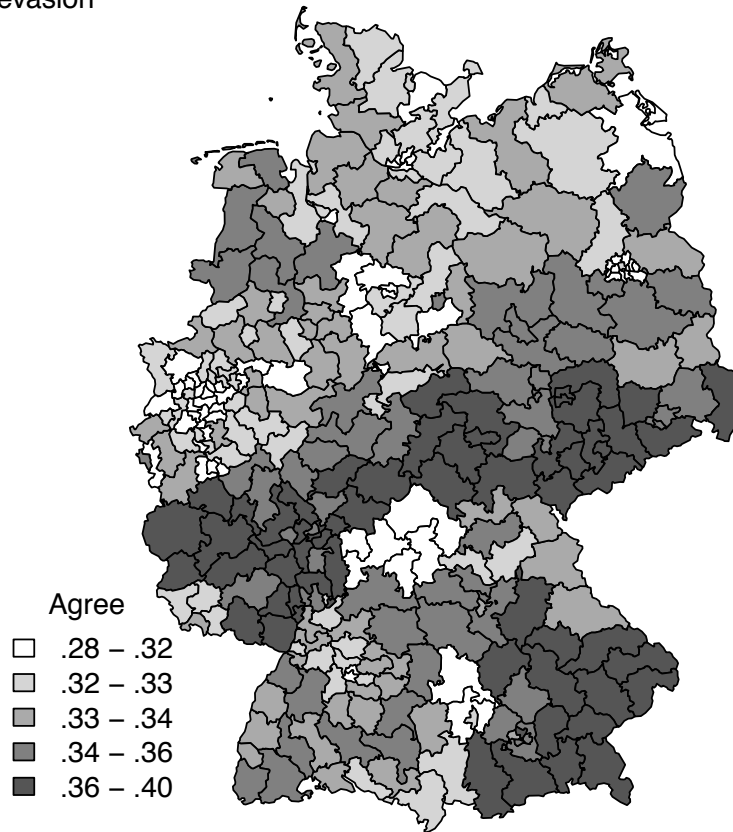 evasion
Agree
.28 – .32
.32 – .33
.33 – .34
.34 – .36
.36 – .40